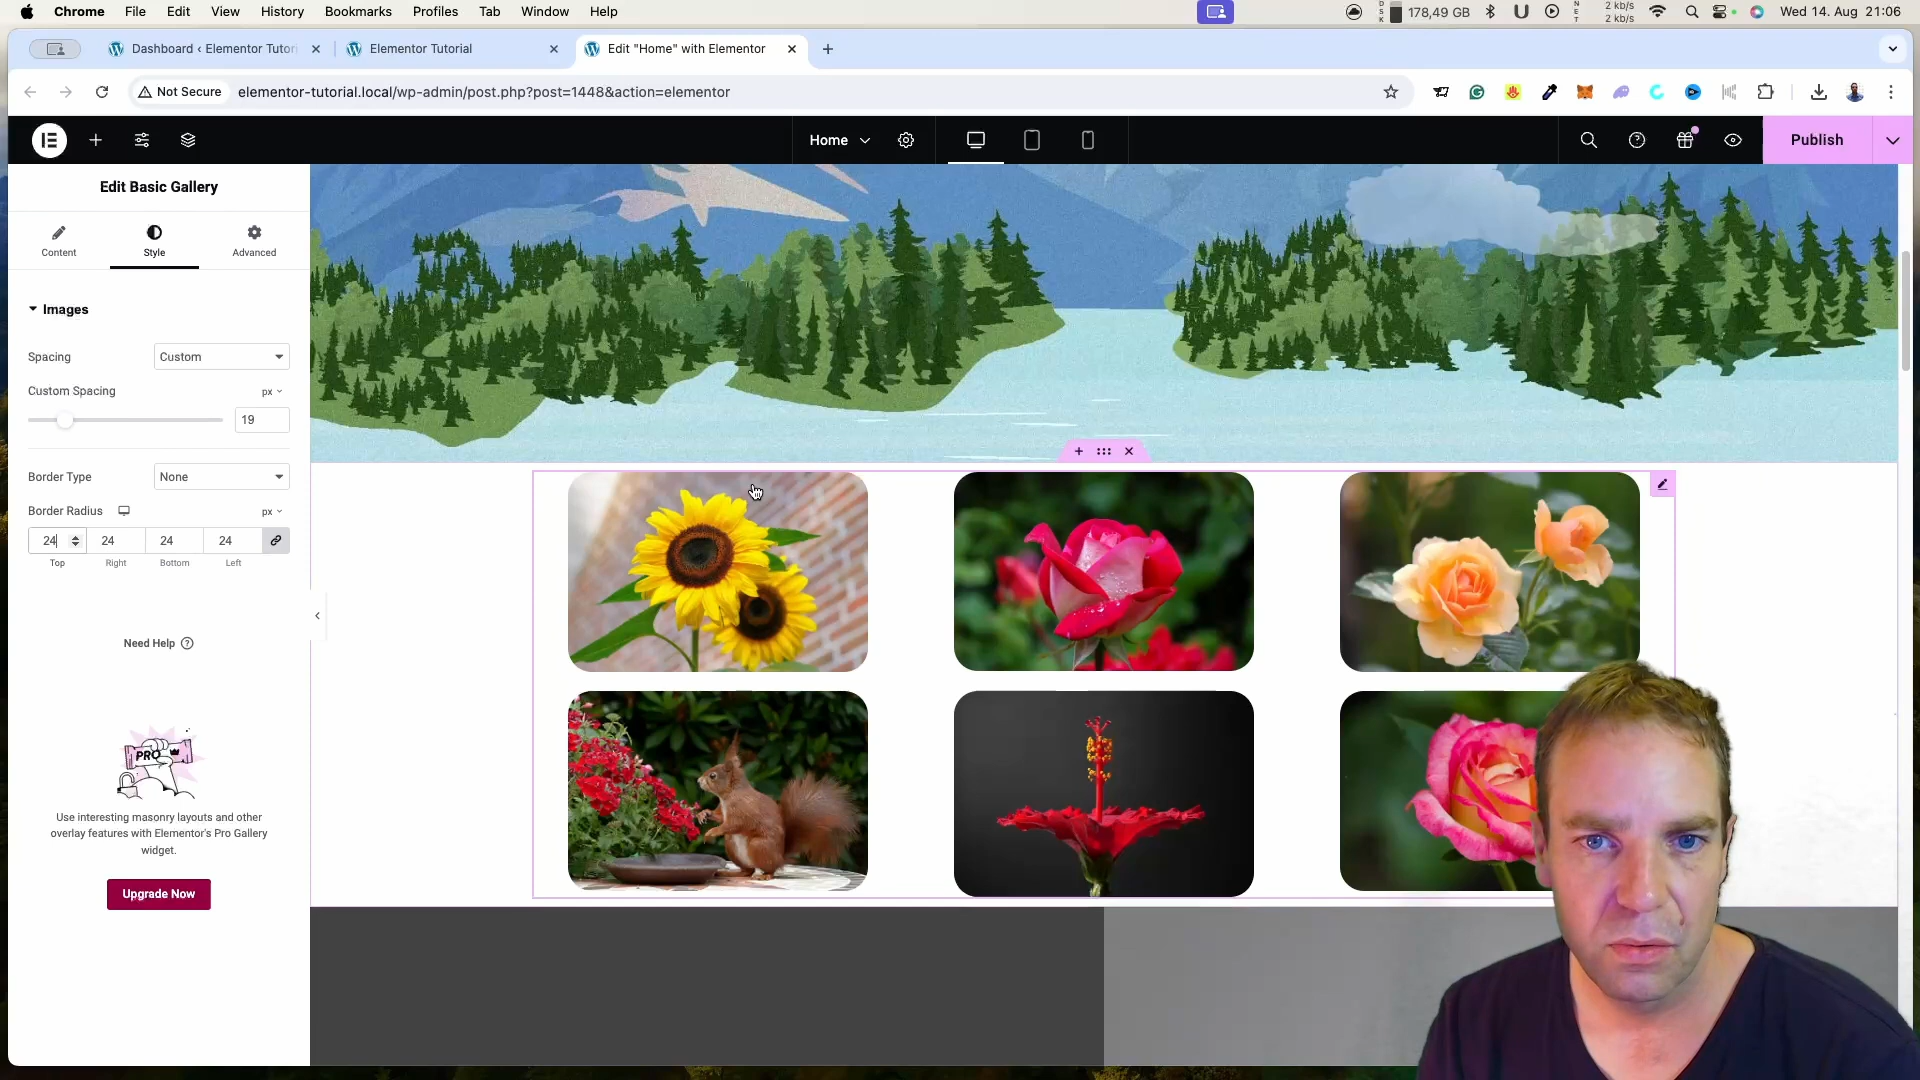 Chrome File Edit View History Bookmarks Profiles Tab Window Help
178,49 GB
2 kb/s
2 kb/s
Wed 14. Aug 21:06
Dashboard ‹ Elementor Tutori
Elementor Tutorial
Edit "Home" with Elementor
Not Secure
elementor-tutorial.local/wp-admin/post.php?post=1448&action=elementor
Home
Publish
Edit Basic Gallery
Content
Style
Advanced
Images
Spacing
Custom
Custom Spacing
px
19
Border Type
None
Border Radius
px
24 24 24 24
Top Right Bottom Left
Need Help
PRO
Use interesting masonry layouts and other
overlay features with Elementor's Pro Gallery
widget.
Upgrade Now